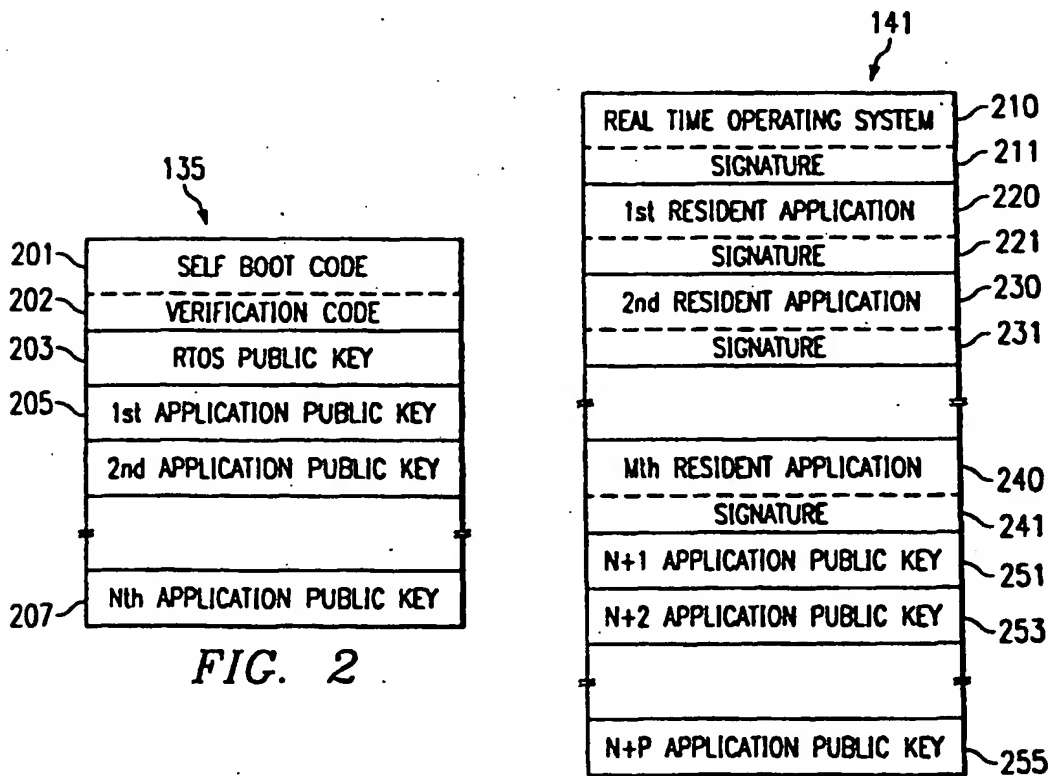 135
201
SELF BOOT CODE
202
VERIFICATION CODE
203
RTOS PUBLIC KEY
205
1st APPLICATION PUBLIC KEY
2nd APPLICATION PUBLIC KEY
207
Nth APPLICATION PUBLIC KEY
FIG. 2
141
REAL TIME OPERATING SYSTEM
210
SIGNATURE
211
1st RESIDENT APPLICATION
220
SIGNATURE
221
2nd RESIDENT APPLICATION
230
SIGNATURE
231
Mth RESIDENT APPLICATION
240
SIGNATURE
241
N+1 APPLICATION PUBLIC KEY
251
N+2 APPLICATION PUBLIC KEY
253
N+P APPLICATION PUBLIC KEY
255